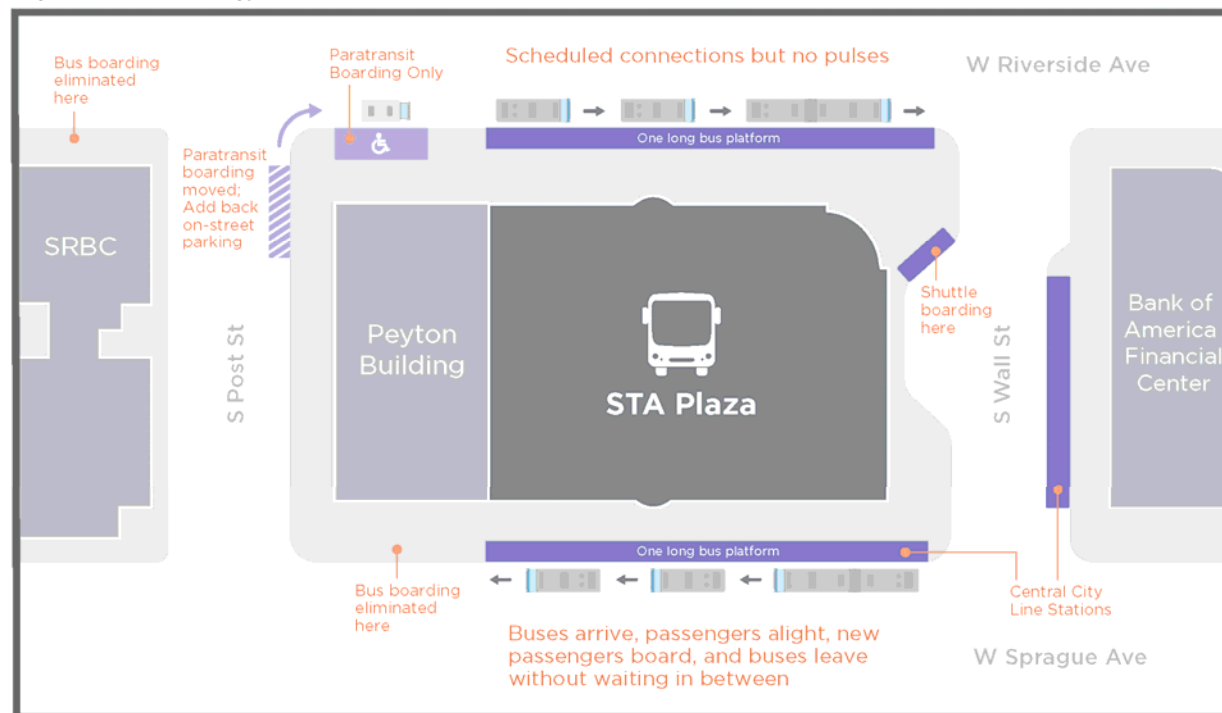 Bus boarding
eliminated
here
Paratransit
Boarding Only
Scheduled connections but no pulses
W Riverside Ave
One long bus platform
Paratransit
boarding
moved;
Add back
on-street
parking
SRBC
S Post St
Peyton
Building
STA Plaza
Shuttle
boarding
here
S Wall St
Bank of
America
Financial
Center
One long bus platform
Bus boarding
eliminated
here
Central City
Line Stations
Buses arrive, passengers alight, new
passengers board, and buses leave
without waiting in between
W Sprague Ave